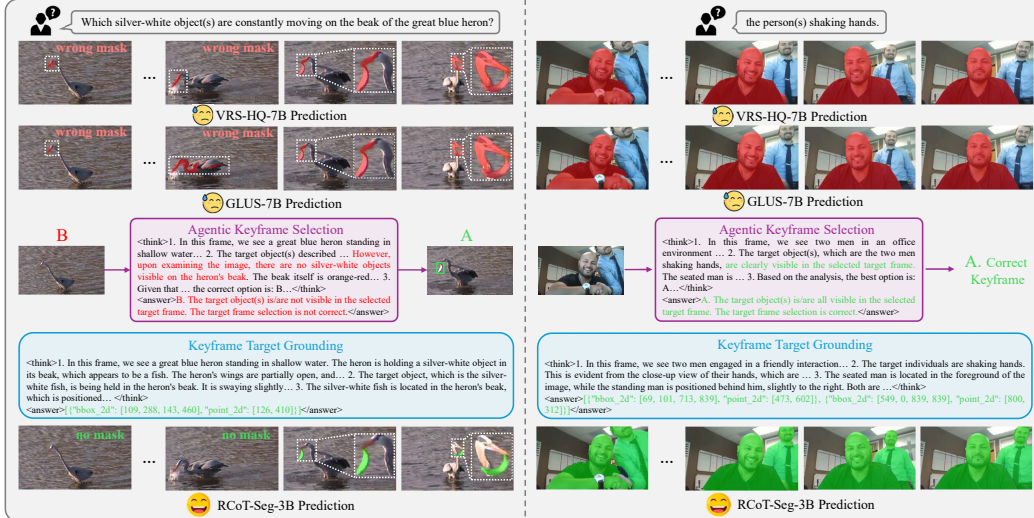 Which silver-white object(s) are constantly moving on the beak of the great blue heron?
wrong mask
...
wrong mask
VRS-HQ-7B Prediction
wrong mask
...
wrong mask
GLUS-7B Prediction
B
Agentic Keyframe Selection
<think>1. In this frame, we see a great blue heron standing in
shallow water… 2. The target object(s) described … However,
upon examining the image, there are no silver-white objects
visible on the heron's beak. The beak itself is orange-red… 3.
Given that … the correct option is: B…</think>
<answer>B. The target object(s) is/are not visible in the selected
target frame. The target frame selection is not correct.</answer>
A
Keyframe Target Grounding
<think>1. In this frame, we see a great blue heron standing in shallow water. The heron is holding a silver-white object in
its beak, which appears to be a fish. The heron's wings are partially open, and… 2. The target object, which is the silver-
white fish, is being held in the heron's beak. It is swaying slightly… 3. The silver-white fish is located in the heron's beak,
which is positioned… </think>
<answer>[{"bbox_2d": [109, 288, 143, 460], "point_2d": [126, 410]}]</answer>
no mask
...
no mask
RCoT-Seg-3B Prediction
the person(s) shaking hands.
...
VRS-HQ-7B Prediction
...
GLUS-7B Prediction
Agentic Keyframe Selection
<think>1. In this frame, we see two men in an office
environment … 2. The target object(s), which are the two men
shaking hands, are clearly visible in the selected target frame.
The seated man is … 3. Based on the analysis, the best option is:
A…</think>
<answer>A. The target object(s) is/are all visible in the selected
target frame. The target frame selection is correct.</answer>
A. Correct
Keyframe
Keyframe Target Grounding
<think>1. In this frame, we see two men engaged in a friendly interaction… 2. The target individuals are shaking hands.
This is evident from the close-up view of their hands, which are … 3. The seated man is located in the foreground of the
image, while the standing man is positioned behind him, slightly to the right. Both are …</think>
<answer>[{"bbox_2d": [69, 101, 713, 839], "point_2d": [473, 602]}, {"bbox_2d": [549, 0, 839, 839], "point_2d": [800,
312]}]</answer>
...
RCoT-Seg-3B Prediction